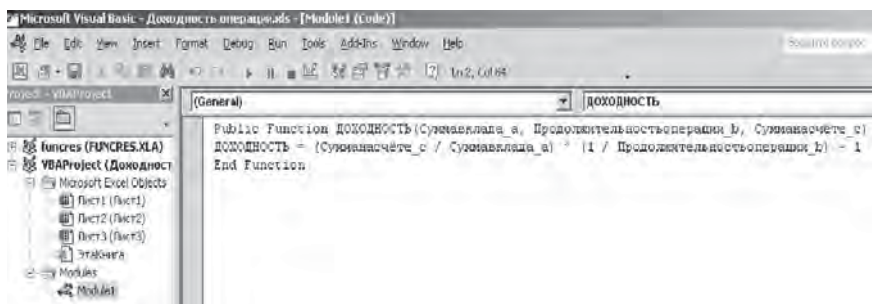 Microsoft Visual Basic - Доходность операции.xls - [Module1 (Code)]
File Edit View Insert Format Debug Run Tools Add-Ins Window Help
Ln 2, Col 64
Project - VBAProject
(General) ДОХОДНОСТЬ
funcres (FUNCRES.XLA)
VBAProject (Доходност
Microsoft Excel Objects
Лист1 (Лист1)
Лист2 (Лист2)
Лист3 (Лист3)
ЭтаКнига
Modules
Module1
Public Function ДОХОДНОСТЬ(Суммавклада_a, Продолжительностьоперации_b, Сумманасчёте_c)
ДОХОДНОСТЬ = (Сумманасчёте_c / Суммавклада_a) ^ (1 / Продолжительностьоперации_b) - 1
End Function